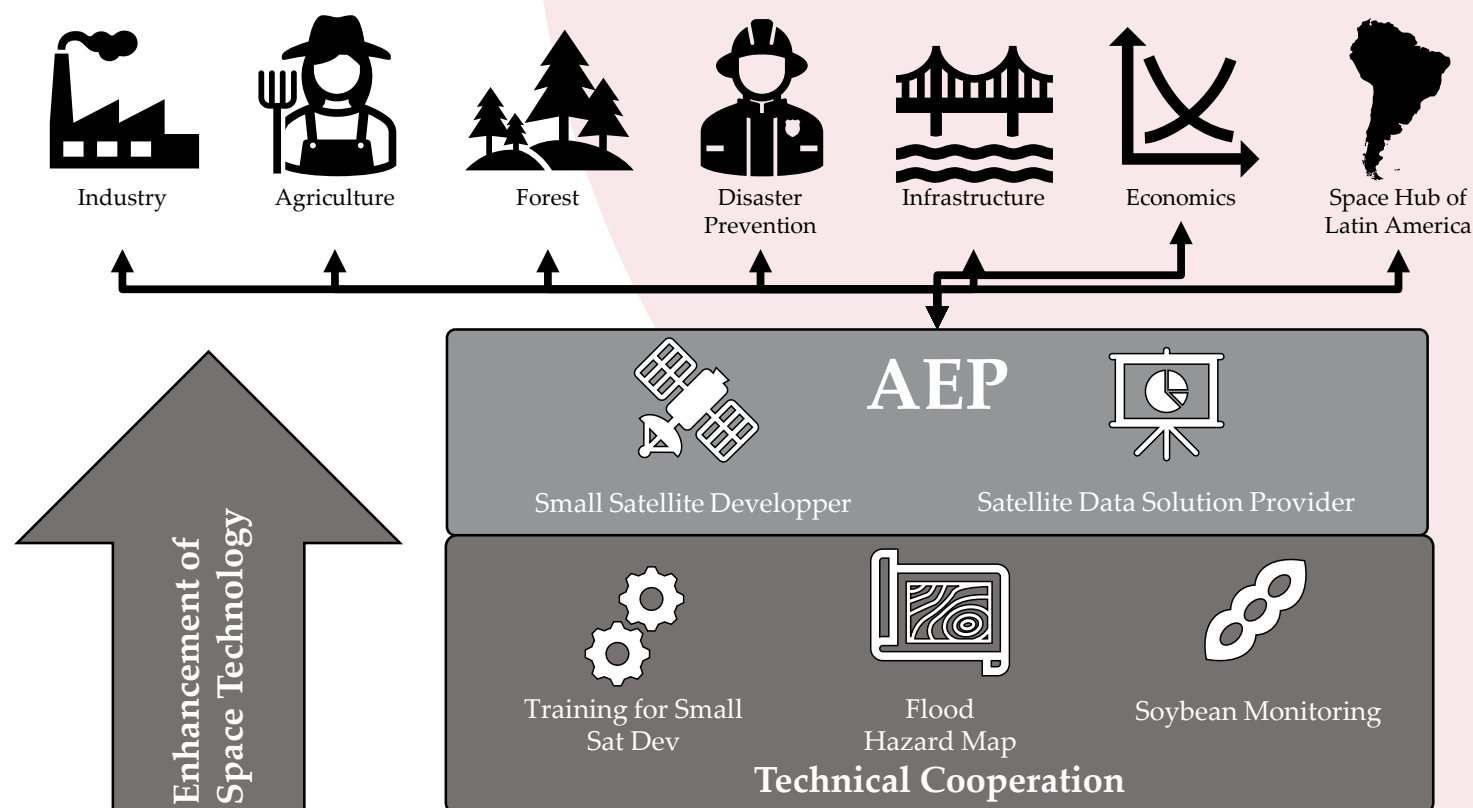 Industry
Agriculture
Forest
Disaster
Prevention
Infrastructure
Economics
Space Hub of
Latin America
AEP
Small Satellite Developper
Satellite Data Solution Provider
Enhancement of
Space Technology
Training for Small
Sat Dev
Flood
Hazard Map
Soybean Monitoring
Technical Cooperation